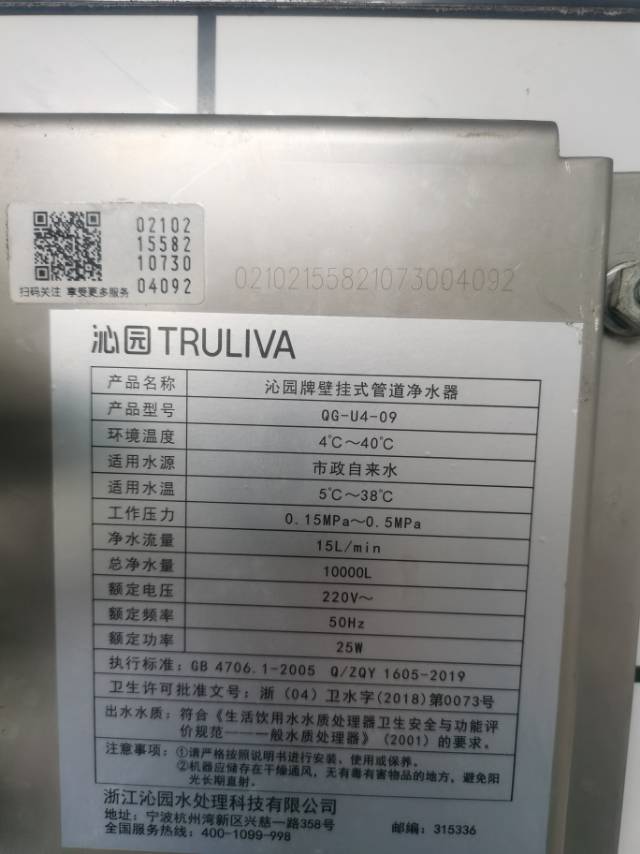 02102
15582
10730
04092
扫码关注 享受更多服务
02102155821073004092
沁园TRULIVA
产品名称 沁园牌壁挂式管道净水器
产品型号 QG-U4-09
环境温度 4℃～40℃
适用水源 市政自来水
适用水温 5℃～38℃
工作压力 0.15MPa～0.5MPa
净水流量 15L/min
总净水量 10000L
额定电压 220V～
额定频率 50Hz
额定功率 25W
执行标准：GB 4706.1-2005 Q/ZQY 1605-2019
卫生许可批准文号：浙（04）卫水字(2018)第0073号
出水水质：符合《生活饮用水水质处理器卫生安全与功能评
价规范———一般水质处理器》（2001）的要求。
注意事项：①请严格按照说明书进行安装、使用或保养。
②机器应储存在干燥通风，无有毒有害物品的地方，避免阳
光长期直射。
浙江沁园水处理科技有限公司
地址：宁波杭州湾新区兴慈一路358号
全国服务热线：400-1099-998 邮编：315336